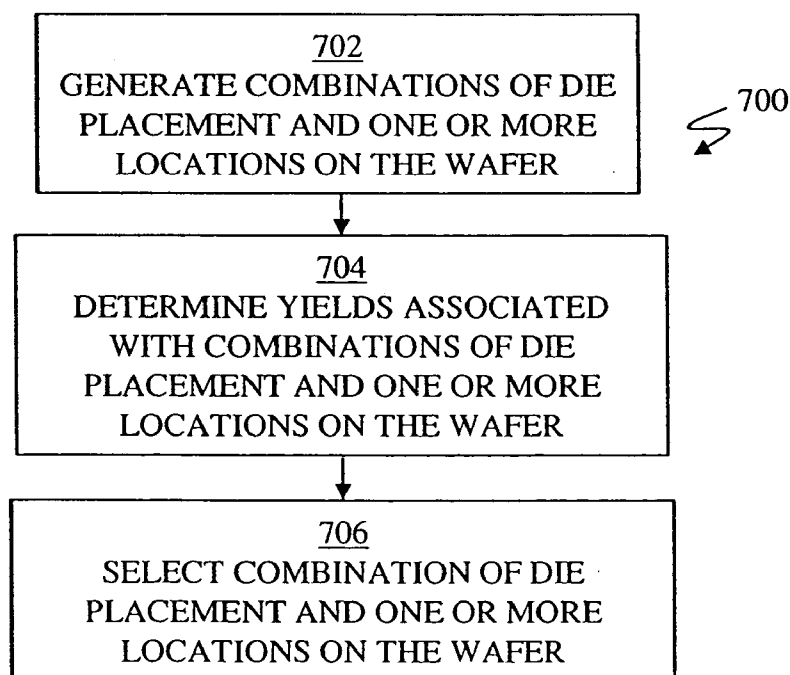 702
GENERATE COMBINATIONS OF DIE
PLACEMENT AND ONE OR MORE
LOCATIONS ON THE WAFER
700
704
DETERMINE YIELDS ASSOCIATED
WITH COMBINATIONS OF DIE
PLACEMENT AND ONE OR MORE
LOCATIONS ON THE WAFER
706
SELECT COMBINATION OF DIE
PLACEMENT AND ONE OR MORE
LOCATIONS ON THE WAFER